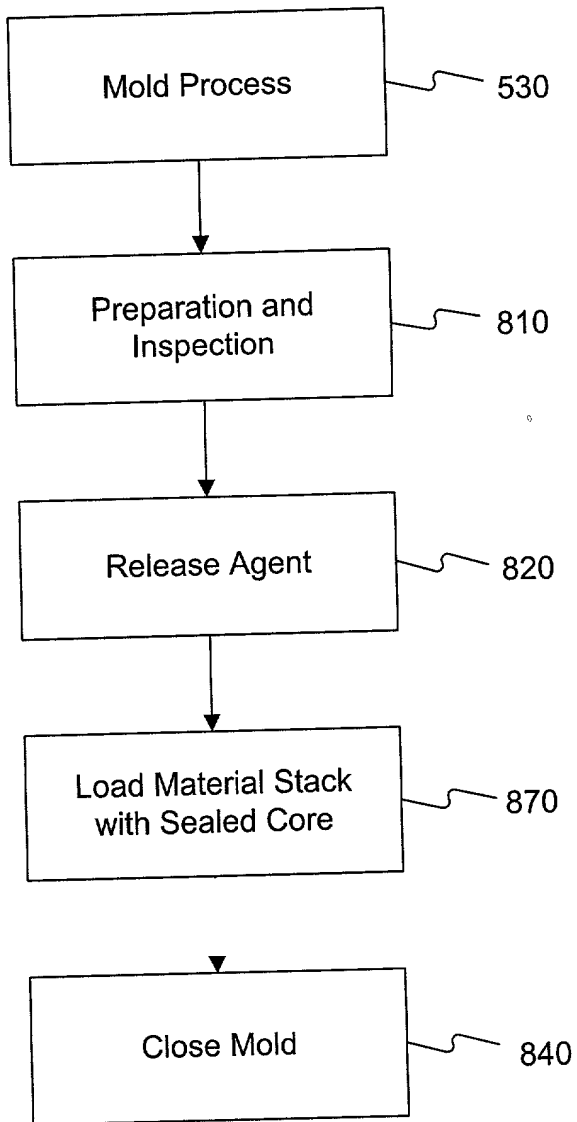 Mold Process
530
Preparation and
Inspection
810
Release Agent
820
Load Material Stack
with Sealed Core
870
Close Mold
840